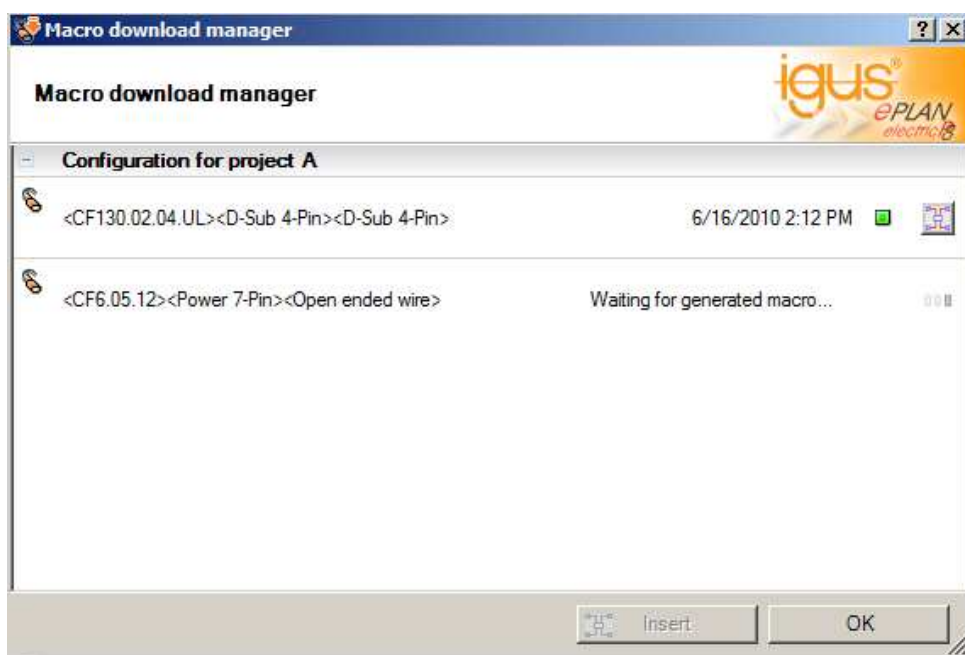 Macro download manager
Macro download manager
igus®
EPLAN
electric P8
Configuration for project A
<CF130.02.04.UL><D-Sub 4-Pin><D-Sub 4-Pin> 6/16/2010 2:12 PM
<CF6.05.12><Power 7-Pin><Open ended wire> Waiting for generated macro...
Insert OK